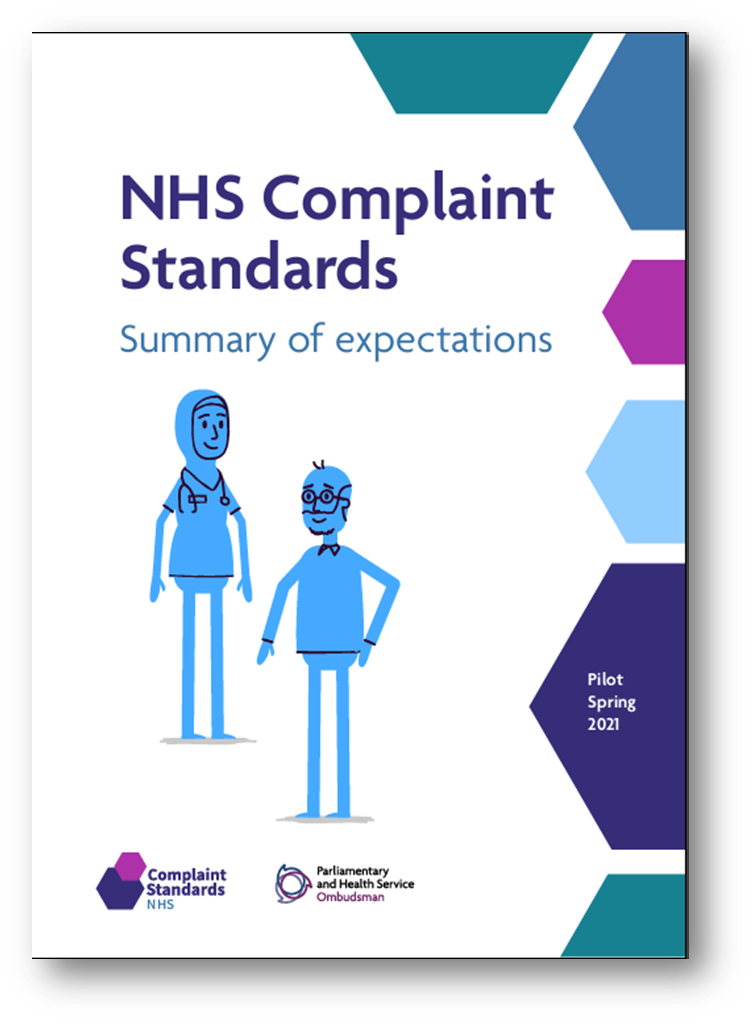 NHS Complaint
Standards
Summary of expectations
Pilot
Spring
2021
Complaint
Standards
NHS
Parliamentary
and Health Service
Ombudsman